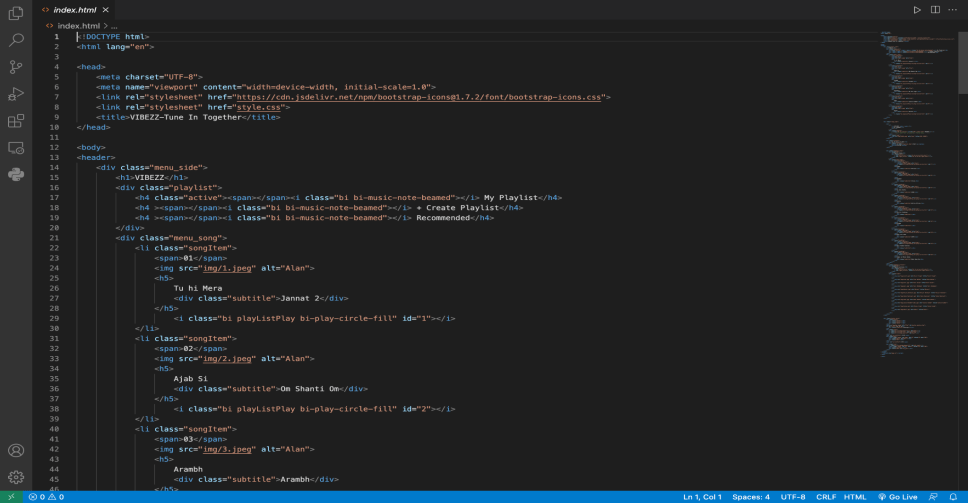 index.html
index.html > ...
1 <!DOCTYPE html>
2 <html lang="en">
3
4 <head>
5 <meta charset="UTF-8">
6 <meta name="viewport" content="width=device-width, initial-scale=1.0">
7 <link rel="stylesheet" href="https://cdn.jsdelivr.net/npm/bootstrap-icons@1.7.2/font/bootstrap-icons.css">
8 <link rel="stylesheet" href="style.css">
9 <title>VIBEZZ-Tune In Together</title>
10 </head>
11
12 <body>
13 <header>
14 <div class="menu_side">
15 <h1>VIBEZZ</h1>
16 <div class="playlist">
17 <h4 class="active"><span></span><i class="bi bi-music-note-beamed"></i> My Playlist</h4>
18 <h4 ><span></span><i class="bi bi-music-note-beamed"></i> + Create Playlist</h4>
19 <h4 ><span></span><i class="bi bi-music-note-beamed"></i> Recommended</h4>
20 </div>
21 <div class="menu_song">
22 <li class="songItem">
23 <span>01</span>
24 <img src="img/1.jpeg" alt="Alan">
25 <h5>
26 Tu hi Mera
27 <div class="subtitle">Jannat 2</div>
28 </h5>
29 <i class="bi playListPlay bi-play-circle-fill" id="1"></i>
30 </li>
31 <li class="songItem">
32 <span>02</span>
33 <img src="img/2.jpeg" alt="Alan">
34 <h5>
35 Ajab Si
36 <div class="subtitle">Om Shanti Om</div>
37 </h5>
38 <i class="bi playListPlay bi-play-circle-fill" id="2"></i>
39 </li>
40 <li class="songItem">
41 <span>03</span>
42 <img src="img/3.jpeg" alt="Alan">
43 <h5>
44 Arambh
45 <div class="subtitle">Arambh</div>
46 </h5>
0 0 Ln 1, Col 1 Spaces: 4 UTF-8 CRLF HTML Go Live